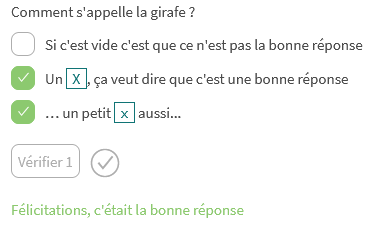 Comment s'appelle la girafe ?
Si c'est vide c'est que ce n'est pas la bonne réponse
Un X, ça veut dire que c'est une bonne réponse
… un petit x aussi...
Vérifier 1
Félicitations, c'était la bonne réponse